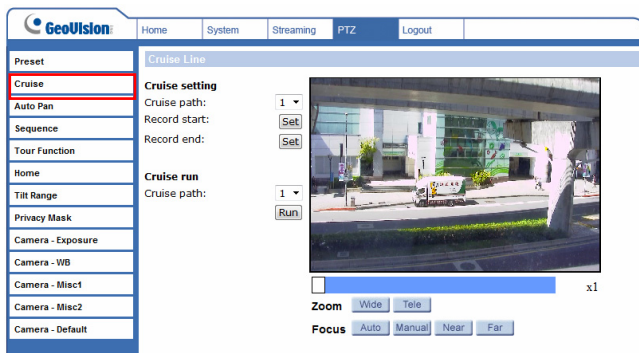 GeoVision
Home System Streaming PTZ Logout
Preset
Cruise
Auto Pan
Sequence
Tour Function
Home
Tilt Range
Privacy Mask
Camera - Exposure
Camera - WB
Camera - Misc1
Camera - Misc2
Camera - Default
Cruise Line
Cruise setting
Cruise path: 1
Record start: Set
Record end: Set
Cruise run
Cruise path: 1
Run
x1
Zoom Wide Tele
Focus Auto Manual Near Far